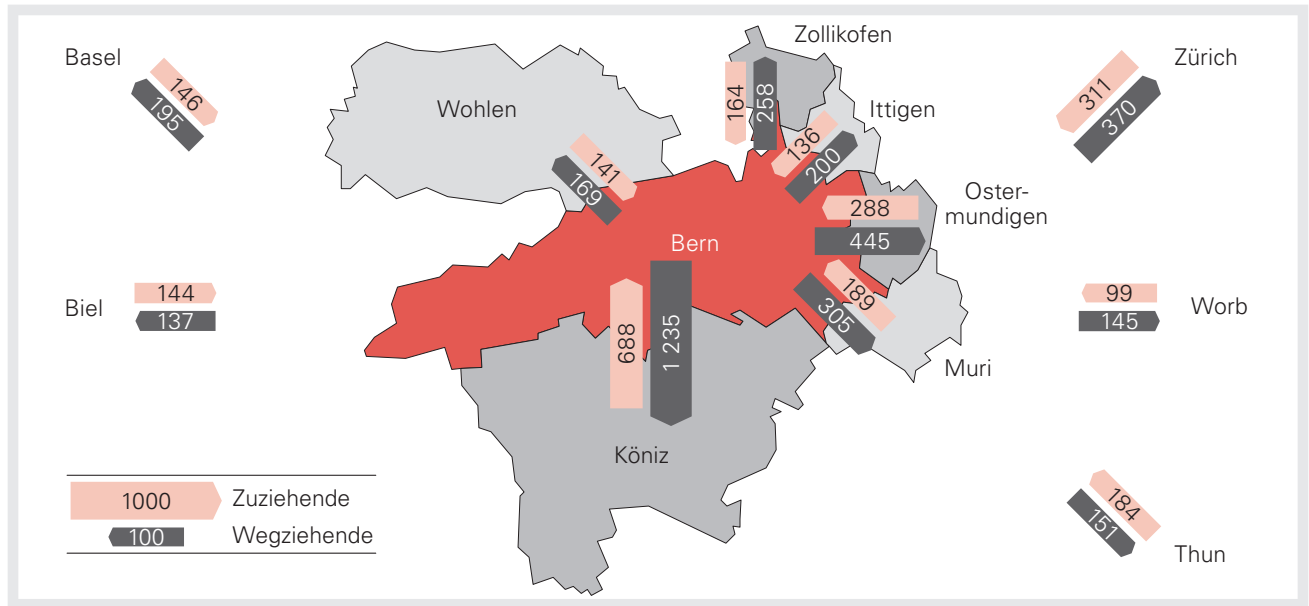 Basel
146
195
Wohlen
141
169
Zollikofen
164
258
Ittigen
136
200
Zürich
311
370
Oster-
mundigen
288
445
Bern
Biel
144
137
688
1 235
189
305
Muri
99
145
Worb
Köniz
1000
Zuziehende
100
Wegziehende
184
151
Thun